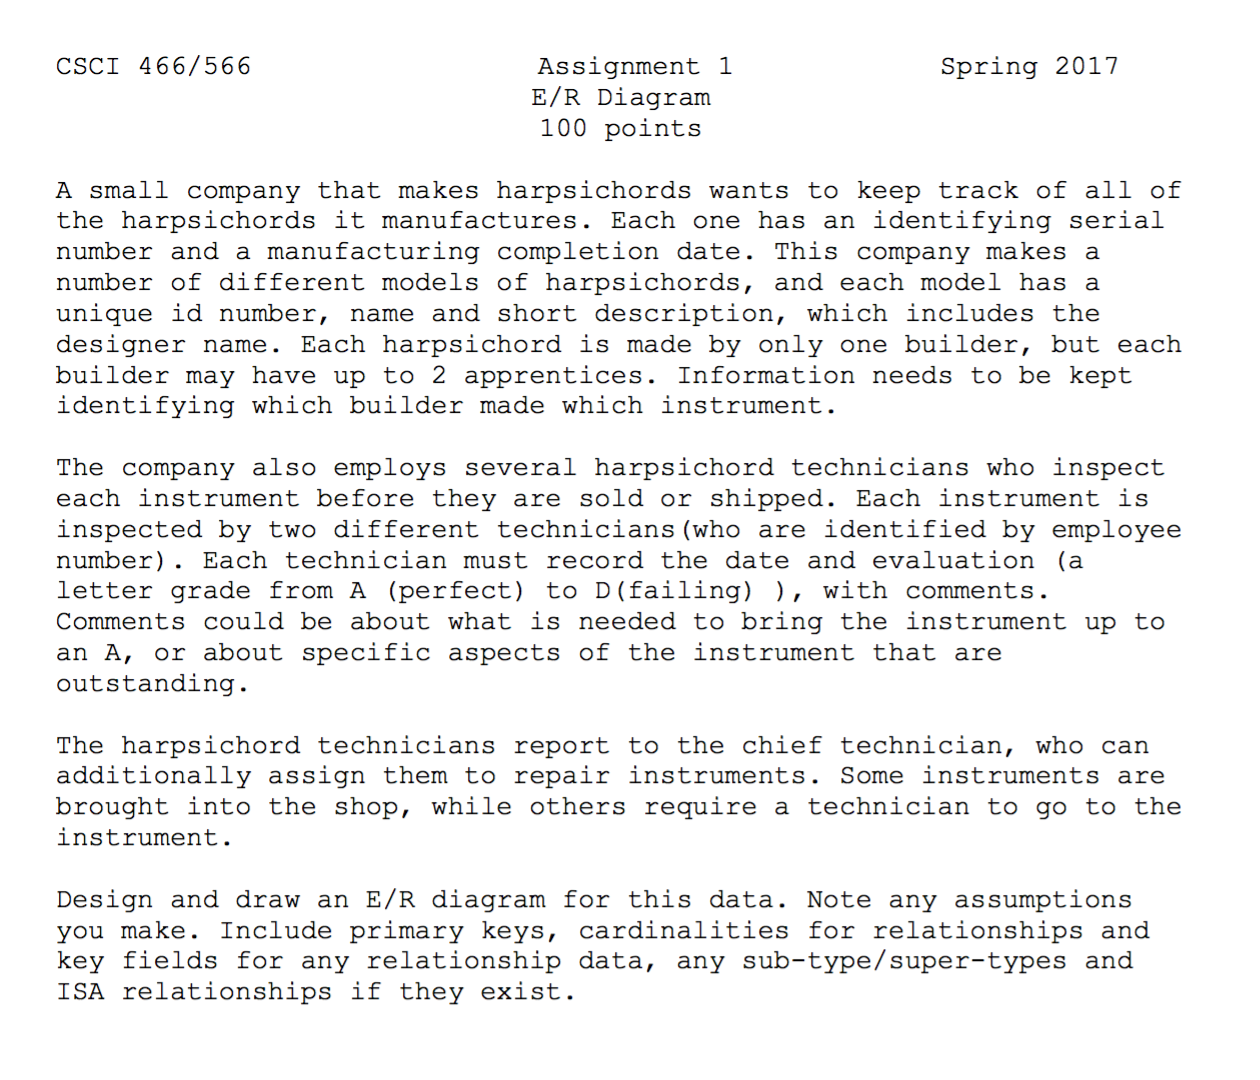 CSCI 466/566 Assignment 1 Spring 2017
E/R Diagram
100 points
A small company that makes harpsichords wants to keep track of all of
the harpsichords it manufactures. Each one has an identifying serial
number and a manufacturing completion date. This company makes a
number of different models of harpsichords, and each model has a
unique id number, name and short description, which includes the
designer name. Each harpsichord is made by only one builder, but each
builder may have up to 2 apprentices. Information needs to be kept
identifying which builder made which instrument.
The company also employs several harpsichord technicians who inspect
each instrument before they are sold or shipped. Each instrument is
inspected by two different technicians(who are identified by employee
number). Each technician must record the date and evaluation (a
letter grade from A (perfect) to D(failing) ), with comments.
Comments could be about what is needed to bring the instrument up to
an A, or about specific aspects of the instrument that are
outstanding.
The harpsichord technicians report to the chief technician, who can
additionally assign them to repair instruments. Some instruments are
brought into the shop, while others require a technician to go to the
instrument.
Design and draw an E/R diagram for this data. Note any assumptions
you make. Include primary keys, cardinalities for relationships and
key fields for any relationship data, any sub-type/super-types and
ISA relationships if they exist.